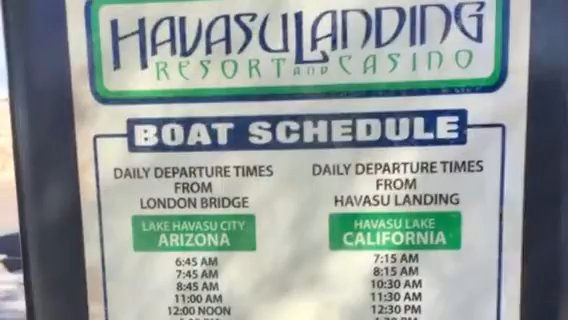 HAVASU LANDING
RESORT AND CASINO
BOAT SCHEDULE
DAILY DEPARTURE TIMES
FROM
LONDON BRIDGE
LAKE HAVASU CITY
ARIZONA
6:45 AM
7:45 AM
8:45 AM
11:00 AM
12:00 NOON
DAILY DEPARTURE TIMES
FROM
HAVASU LANDING
HAVASU LAKE
CALIFORNIA
7:15 AM
8:15 AM
10:30 AM
11:30 AM
12:30 PM